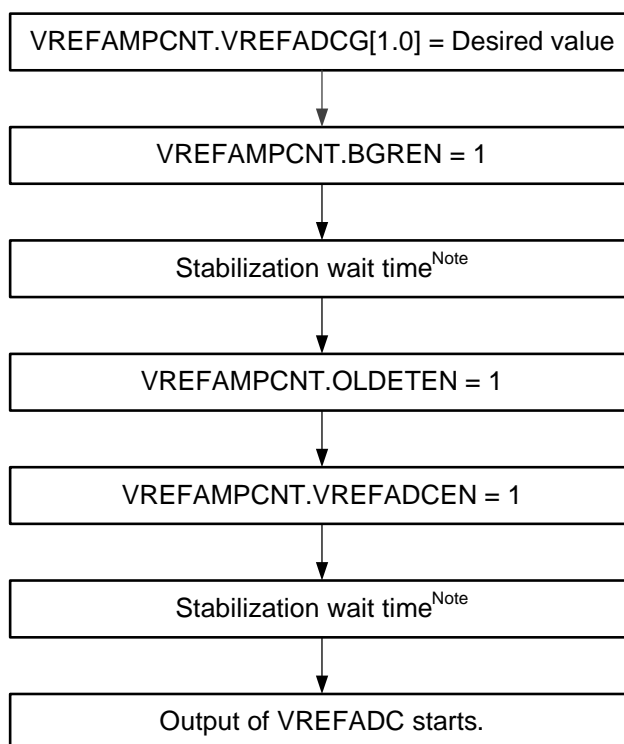 VREFAMPCNT.VREFADCG[1.0] = Desired value
VREFAMPCNT.BGREN = 1
Stabilization wait timeNote
VREFAMPCNT.OLDETEN = 1
VREFAMPCNT.VREFADCEN = 1
Stabilization wait timeNote
Output of VREFADC starts.